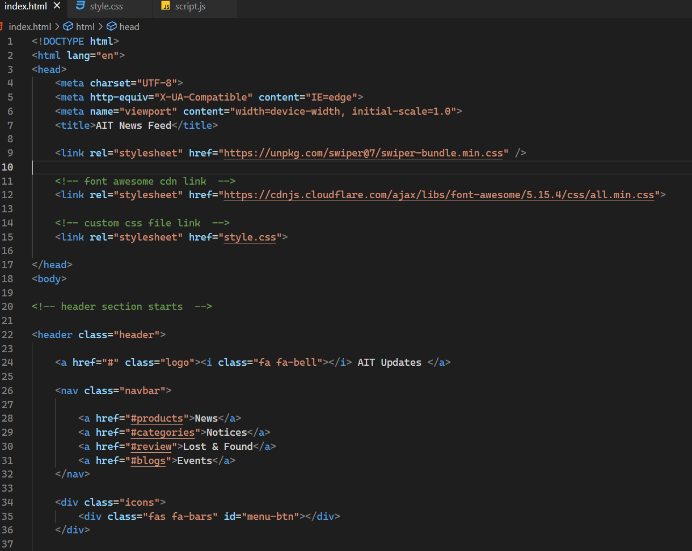 index.html × style.css script.js
index.html > html > head
1 <!DOCTYPE html>
2 <html lang="en">
3 <head>
4     <meta charset="UTF-8">
5     <meta http-equiv="X-UA-Compatible" content="IE=edge">
6     <meta name="viewport" content="width=device-width, initial-scale=1.0">
7     <title>AIT News Feed</title>
8
9     <link rel="stylesheet" href="https://unpkg.com/swiper@7/swiper-bundle.min.css" />
10
11     <!-- font awesome cdn link  -->
12     <link rel="stylesheet" href="https://cdnjs.cloudflare.com/ajax/libs/font-awesome/5.15.4/css/all.min.css">
13
14     <!-- custom css file link  -->
15     <link rel="stylesheet" href="style.css">
16
17 </head>
18 <body>
19
20 <!-- header section starts  -->
21
22 <header class="header">
23
24     <a href="#" class="logo"><i class="fa fa-bell"></i> AIT Updates </a>
25
26     <nav class="navbar">
27
28         <a href="#products">News</a>
29         <a href="#categories">Notices</a>
30         <a href="#review">Lost & Found</a>
31         <a href="#blogs">Events</a>
32     </nav>
33
34     <div class="icons">
35         <div class="fas fa-bars" id="menu-btn"></div>
36     </div>
37